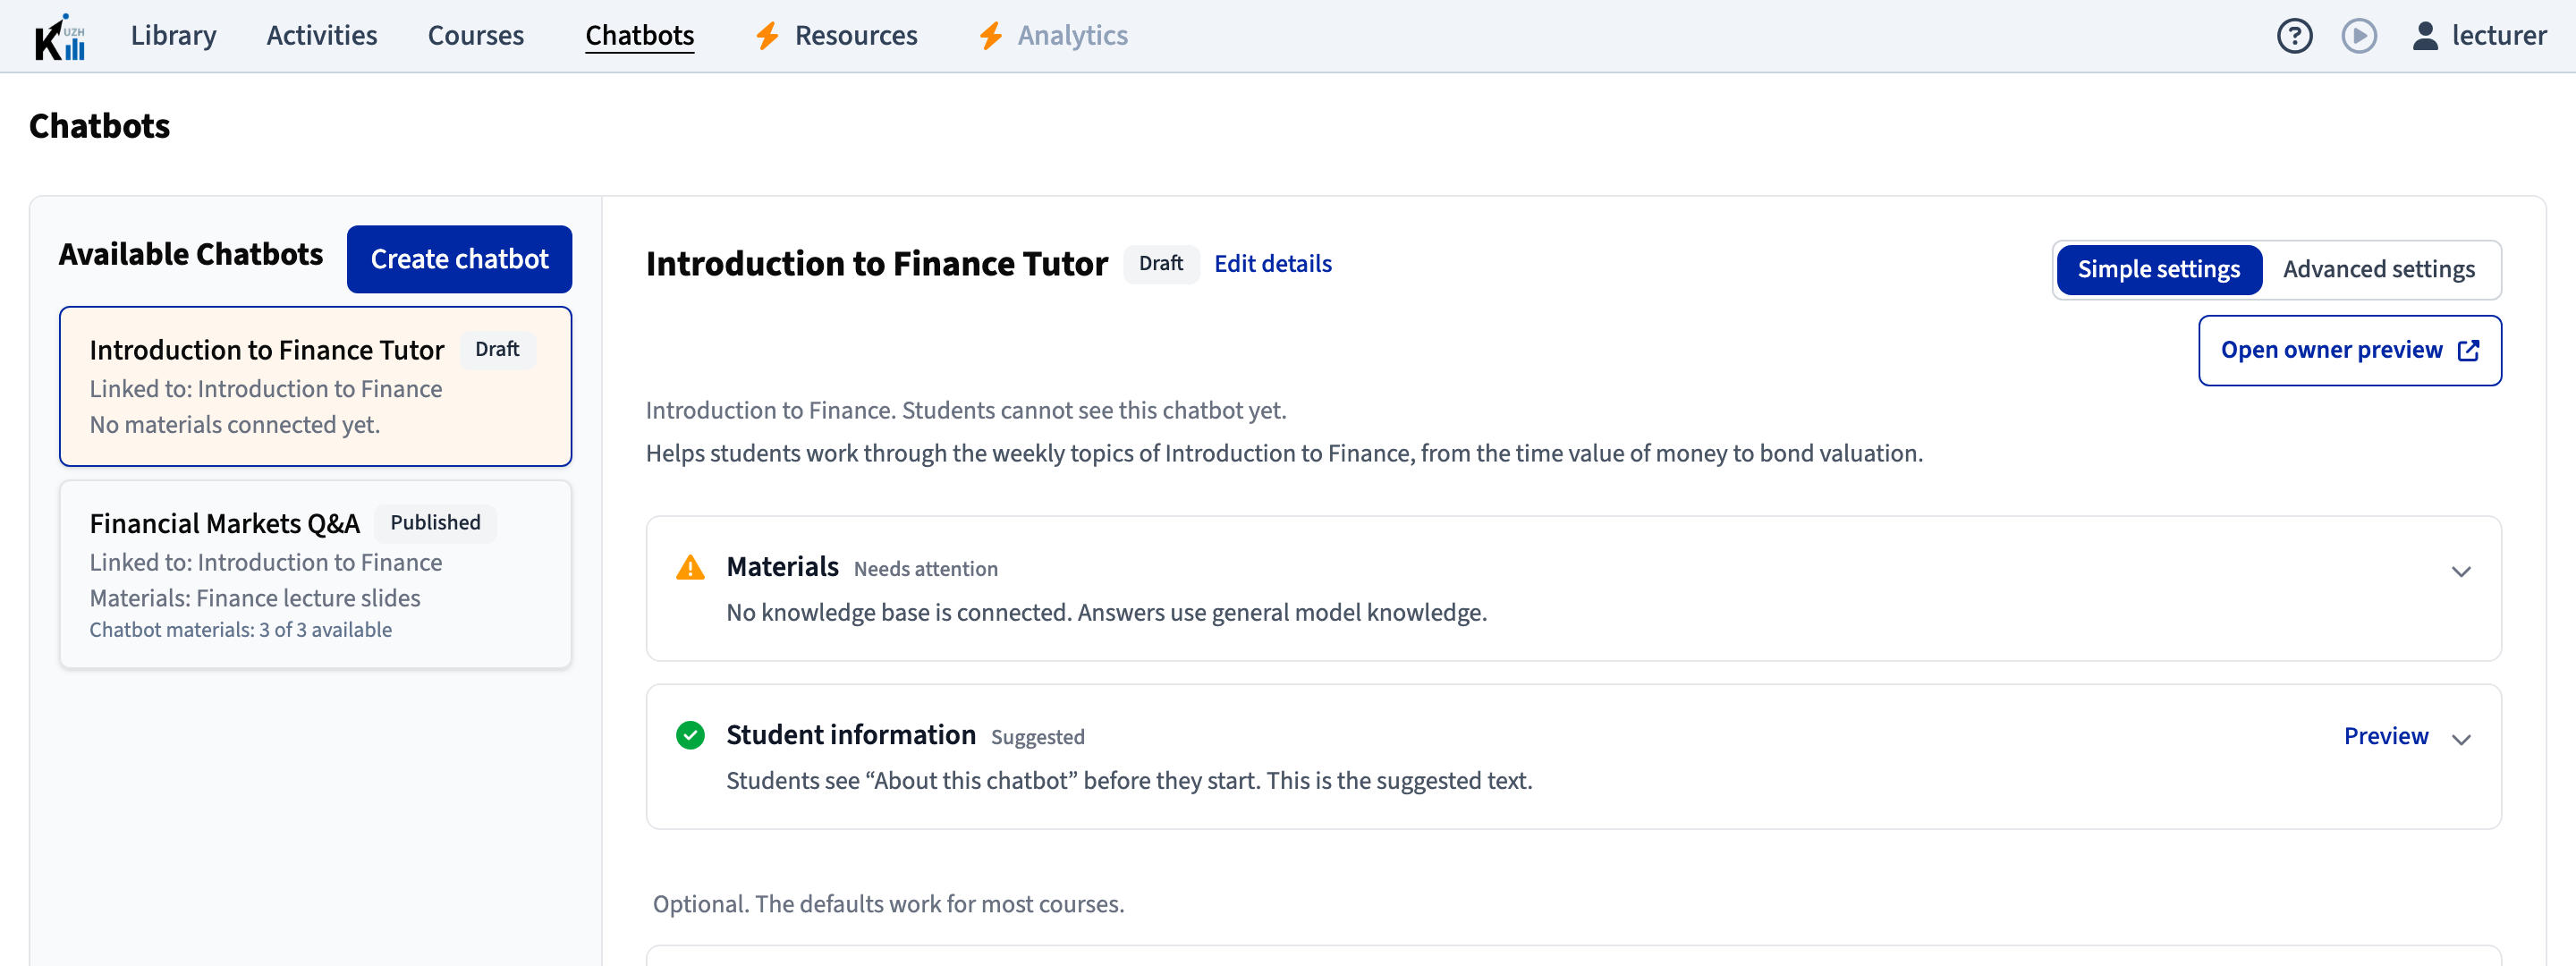 K UZH
Library
Activities
Courses
Chatbots
Resources
Analytics
lecturer
Chatbots
Available Chatbots
Create chatbot
Introduction to Finance Tutor Draft
Linked to: Introduction to Finance
No materials connected yet.
Financial Markets Q&A Published
Linked to: Introduction to Finance
Materials: Finance lecture slides
Chatbot materials: 3 of 3 available
Introduction to Finance Tutor Draft Edit details
Simple settings Advanced settings
Open owner preview
Introduction to Finance. Students cannot see this chatbot yet.
Helps students work through the weekly topics of Introduction to Finance, from the time value of money to bond valuation.
Materials Needs attention
No knowledge base is connected. Answers use general model knowledge.
Student information Suggested
Preview
Students see “About this chatbot” before they start. This is the suggested text.
Optional. The defaults work for most courses.